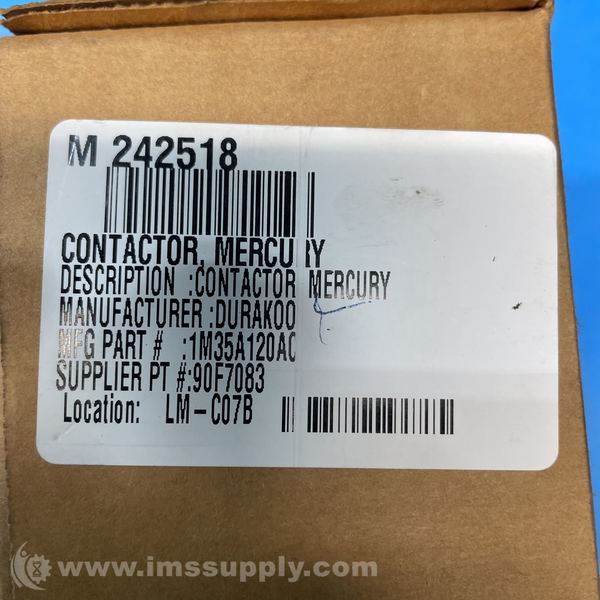 M 242518
CONTACTOR, MERCURY
DESCRIPTION :CONTACTOR MERCURY
MANUFACTURER :DURAKOO
MFG PART # :1M35A120AC
SUPPLIER PT #:90F7083
Location: LM-C07B
www.imssupply.com